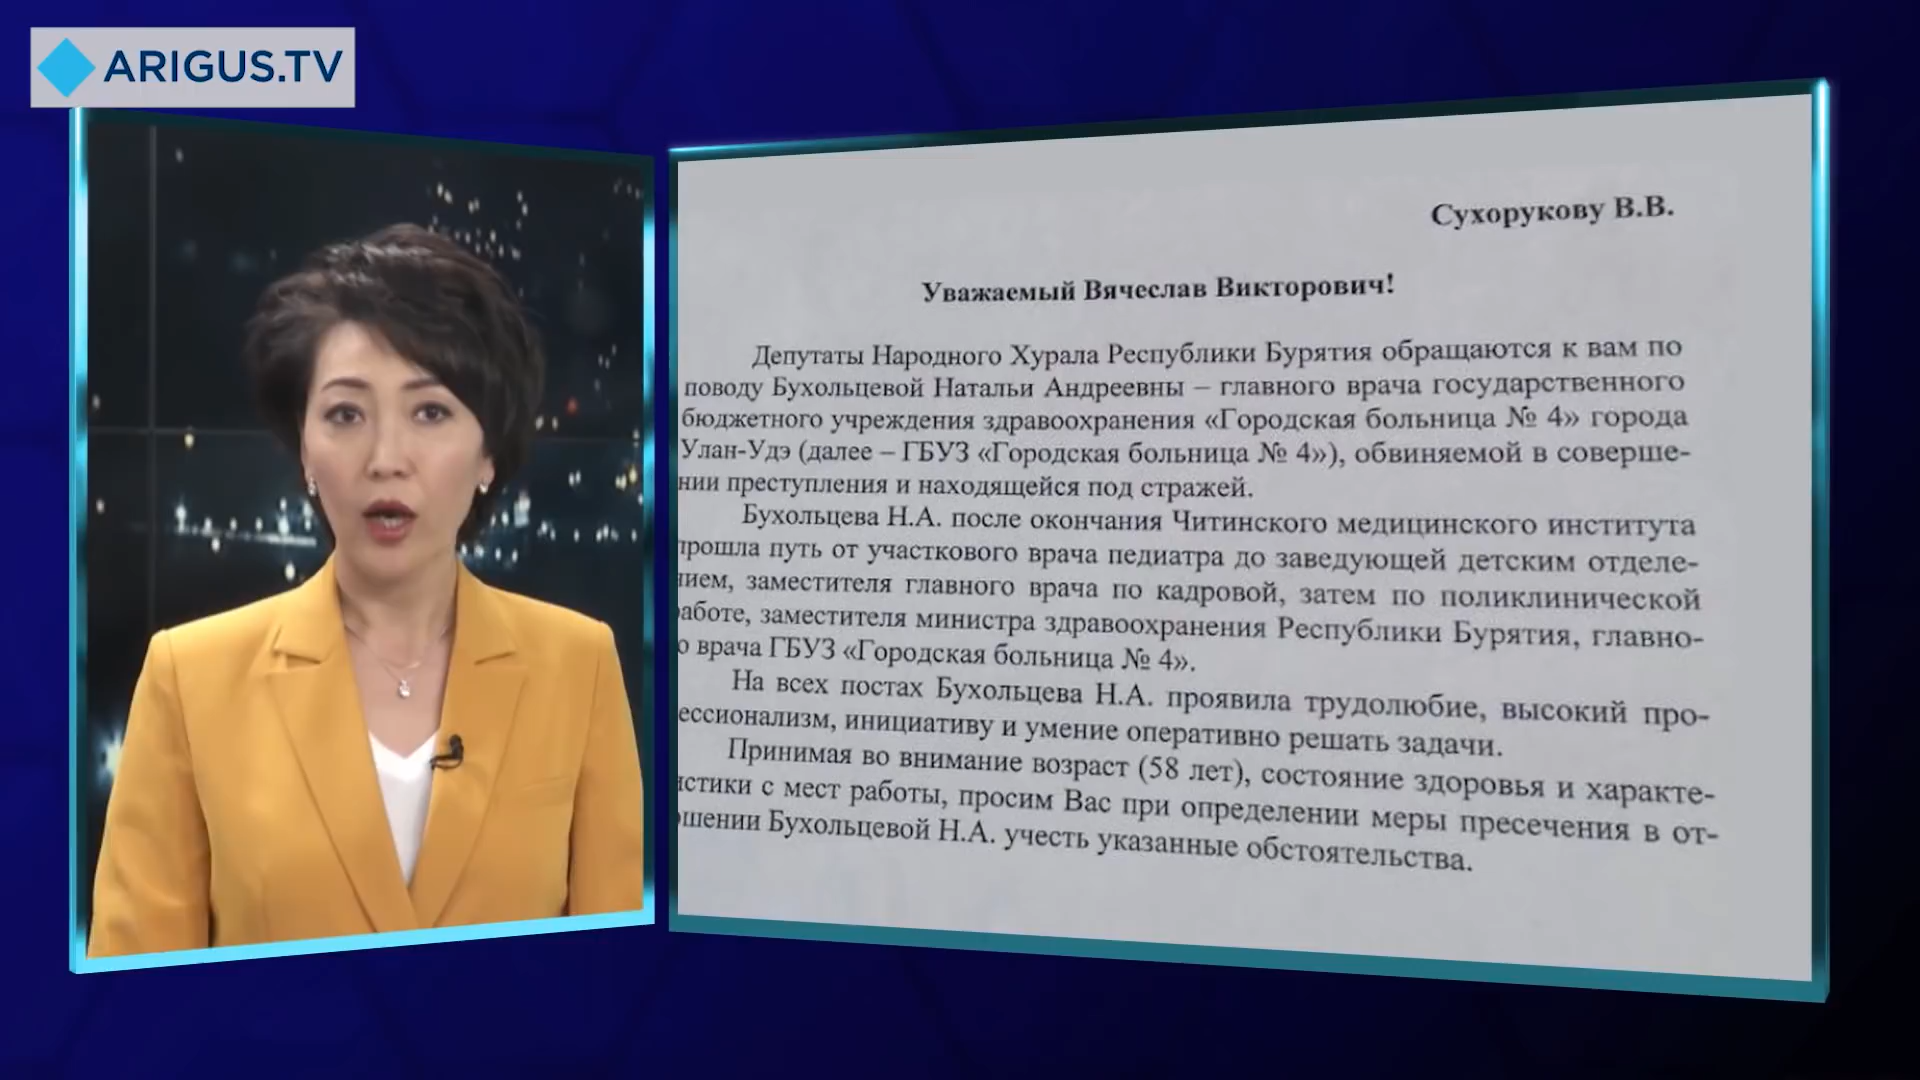 ARIGUS.TV
Сухорукову В.В.
Уважаемый Вячеслав Викторович!
Депутаты Народного Хурала Республики Бурятия обращаются к вам по
поводу Бухольцевой Натальи Андреевны – главного врача государственного
бюджетного учреждения здравоохранения «Городская больница № 4» города
Улан-Удэ (далее – ГБУЗ «Городская больница № 4»), обвиняемой в соверше-
нии преступления и находящейся под стражей.
Бухольцева Н.А. после окончания Читинского медицинского института
прошла путь от участкового врача педиатра до заведующей детским отделе-
нием, заместителя главного врача по кадровой, затем по поликлинической
работе, заместителя министра здравоохранения Республики Бурятия, главно-
о врача ГБУЗ «Городская больница № 4».
На всех постах Бухольцева Н.А. проявила трудолюбие, высокий про-
ессионализм, инициативу и умение оперативно решать задачи.
Принимая во внимание возраст (58 лет), состояние здоровья и характе-
истики с мест работы, просим Вас при определении меры пресечения в от-
ошении Бухольцевой Н.А. учесть указанные обстоятельства.